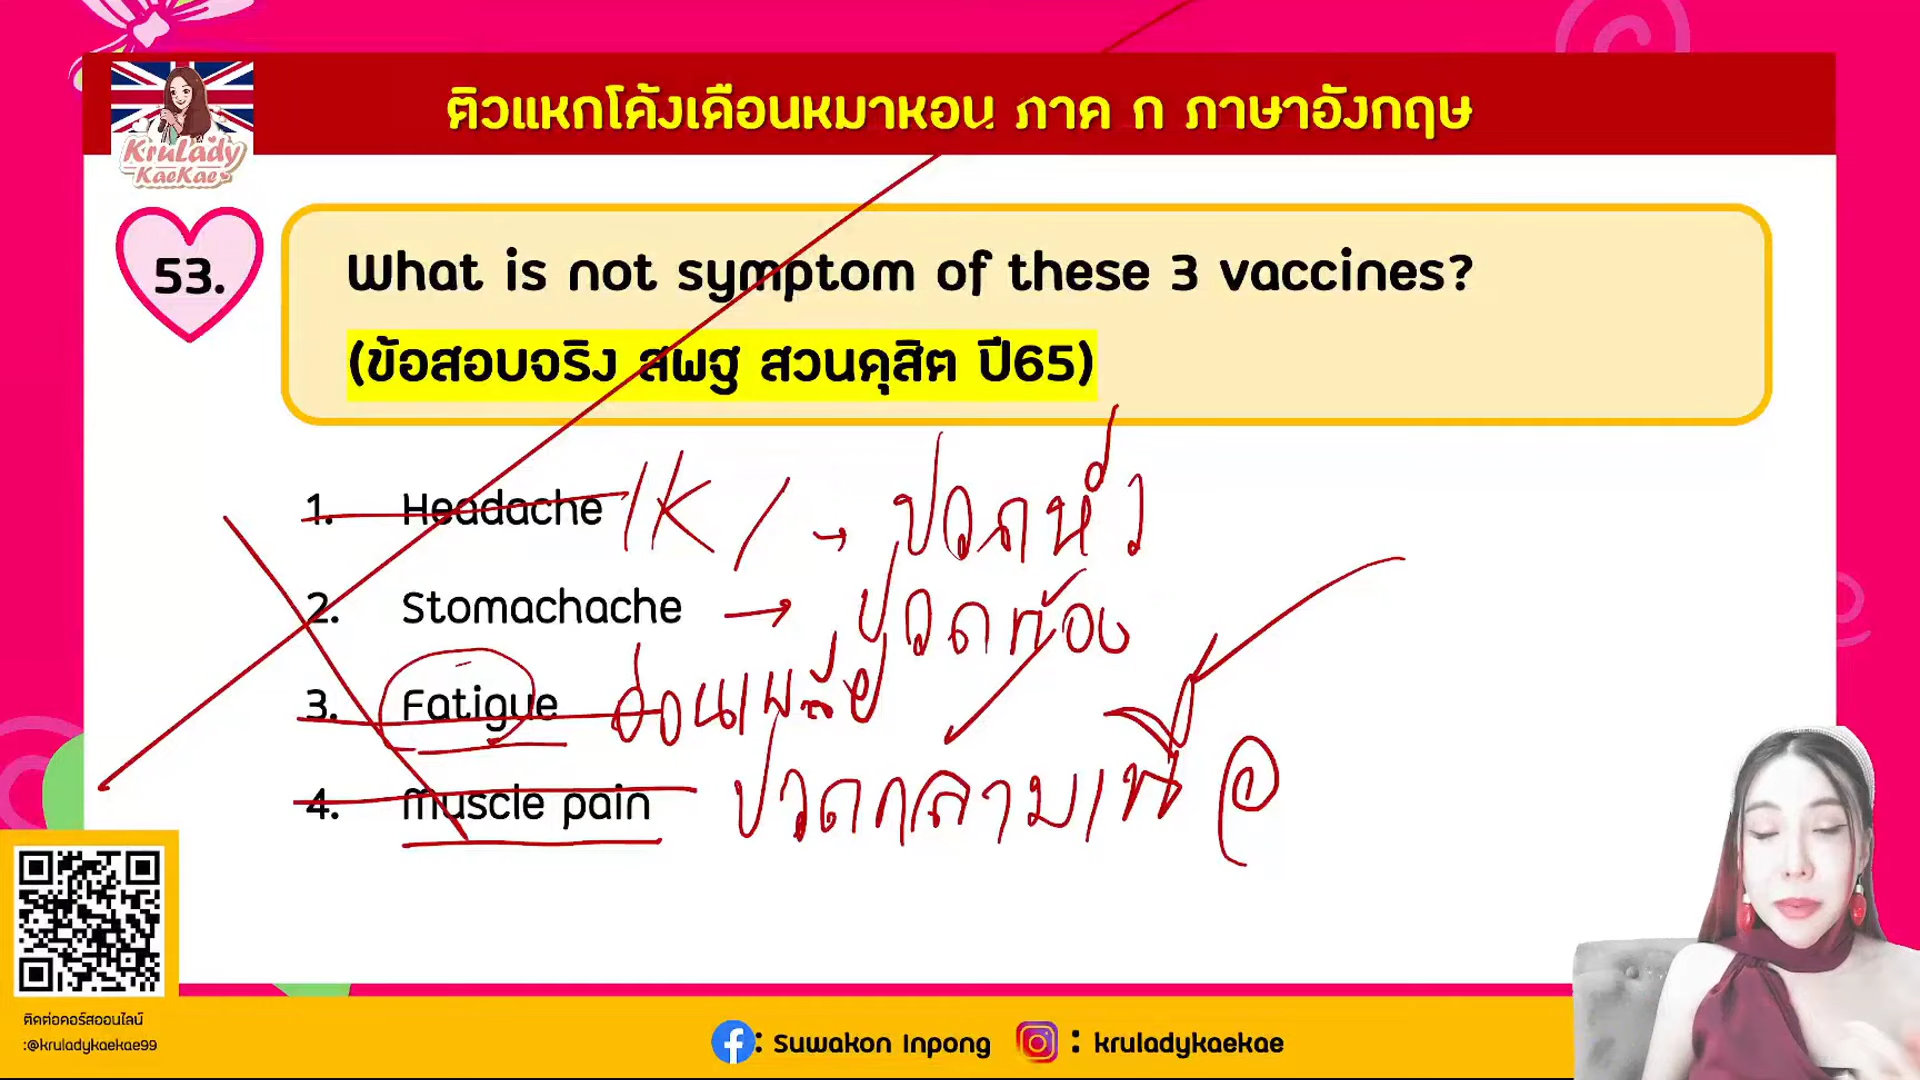 ติวแหกโค้งเดือนหมาหอน ภาค ก ภาษาอังกฤษ
KruLady
KaeKae
53.
What is not symptom of these 3 vaccines?
(ข้อสอบจริง สพฐ สวนดุสิต ปี65)
1. Headache /K/ → ปวดหัว
2. Stomachache → ปวดท้อง
3. Fatigue อ่อนเพลีย
4. Muscle pain ปวดกล้ามเนื้อ
ติดต่อคอร์สออนไลน์
:@kruladykaekae99
: Suwakon Inpong : kruladykaekae